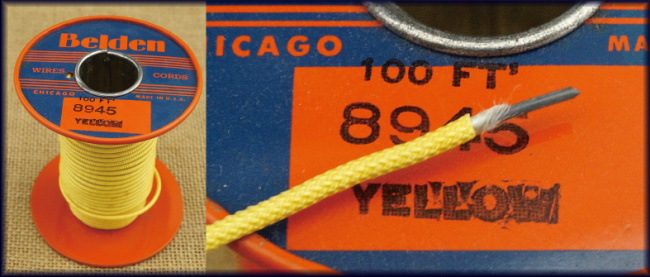 Belden
WIRES CORDS
CHICAGO MADE IN U.S.A.
100 FT'
8945
YELLOW
ICAGO MA
100 FT'
8945
YELLOW